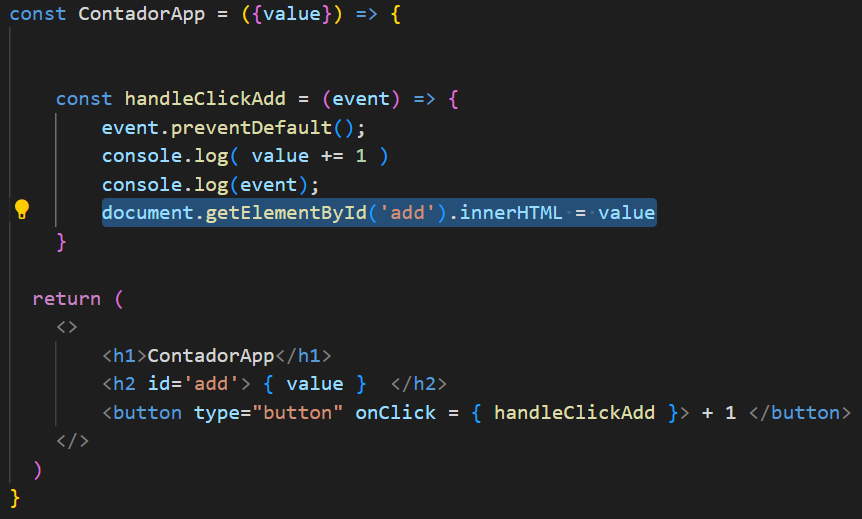 const ContadorApp = ({value}) => {
const handleClickAdd = (event) => {
event.preventDefault();
console.log( value += 1 )
console.log(event);
document.getElementById('add').innerHTML = value
}
return (
<>
<h1>ContadorApp</h1>
<h2 id='add'> { value }  </h2>
<button type="button" onClick = { handleClickAdd }> + 1 </button>
</>
)
}